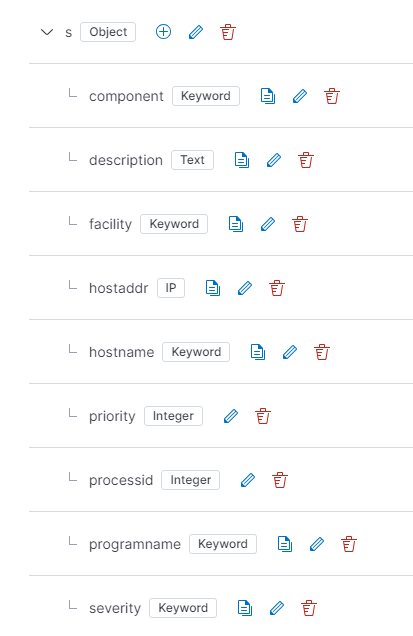 s Object
component Keyword
description Text
facility Keyword
hostaddr IP
hostname Keyword
priority Integer
processid Integer
programname Keyword
severity Keyword